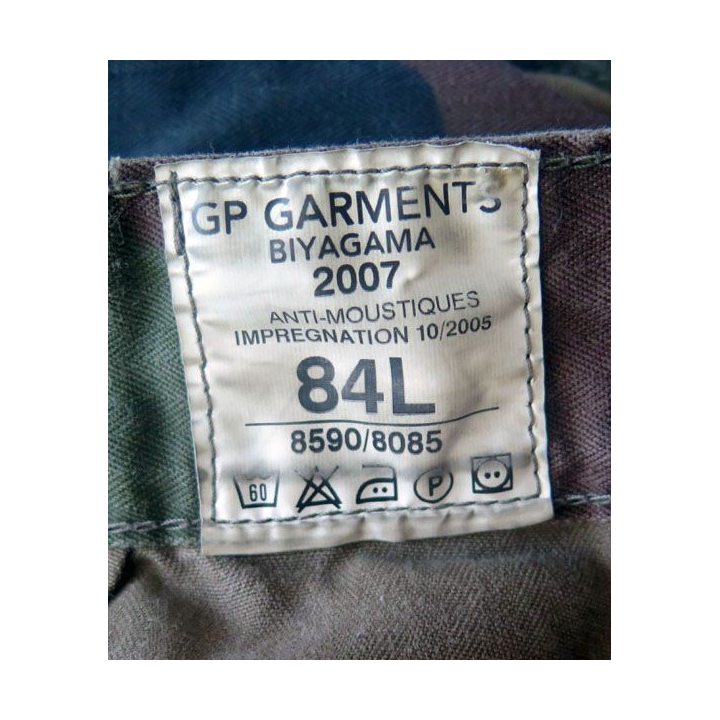 GP GARMENTS
BIYAGAMA
2007
ANTI-MOUSTIQUES
IMPREGNATION 10/2005
84L
8590/8085
60 P